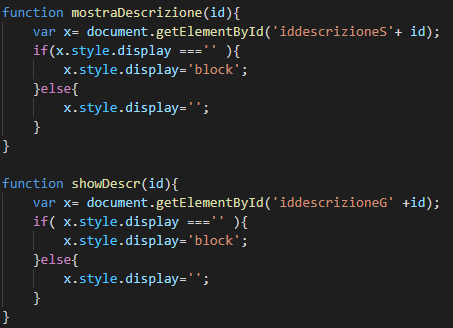 function mostraDescrizione(id){
    var x= document.getElementById('iddescrizioneS'+ id);
    if(x.style.display ==='' ){
        x.style.display='block';
    }else{
        x.style.display='';
    }
}
function showDescr(id){
    var x= document.getElementById('iddescrizioneG' +id);
    if( x.style.display ==='' ){
        x.style.display='block';
    }else{
        x.style.display='';
    }
}